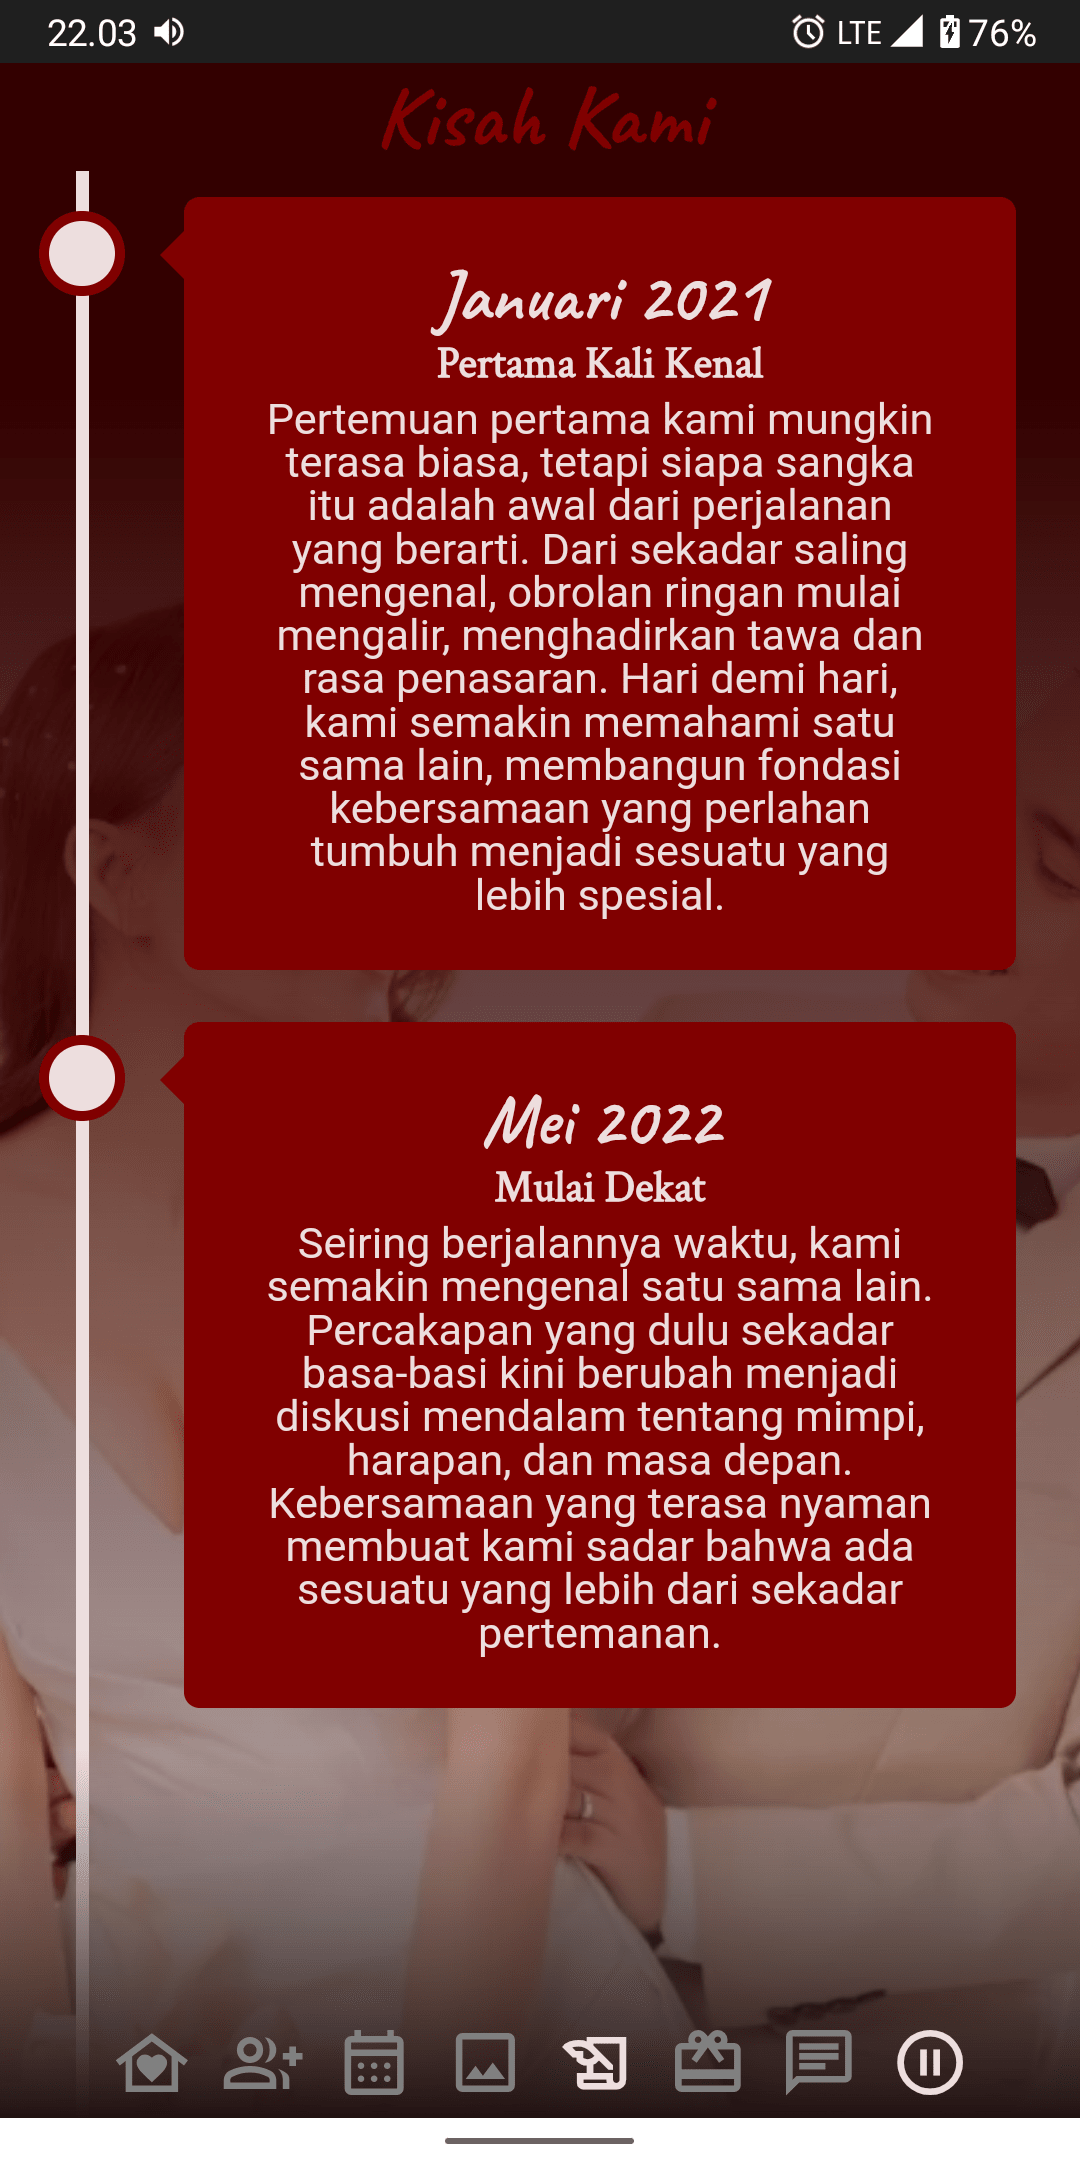 22.03
LTE
76%
Kisah Kami
Januari 2021
Pertama Kali Kenal
Pertemuan pertama kami mungkin
terasa biasa, tetapi siapa sangka
itu adalah awal dari perjalanan
yang berarti. Dari sekadar saling
mengenal, obrolan ringan mulai
mengalir, menghadirkan tawa dan
rasa penasaran. Hari demi hari,
kami semakin memahami satu
sama lain, membangun fondasi
kebersamaan yang perlahan
tumbuh menjadi sesuatu yang
lebih spesial.
Mei 2022
Mulai Dekat
Seiring berjalannya waktu, kami
semakin mengenal satu sama lain.
Percakapan yang dulu sekadar
basa-basi kini berubah menjadi
diskusi mendalam tentang mimpi,
harapan, dan masa depan.
Kebersamaan yang terasa nyaman
membuat kami sadar bahwa ada
sesuatu yang lebih dari sekadar
pertemanan.